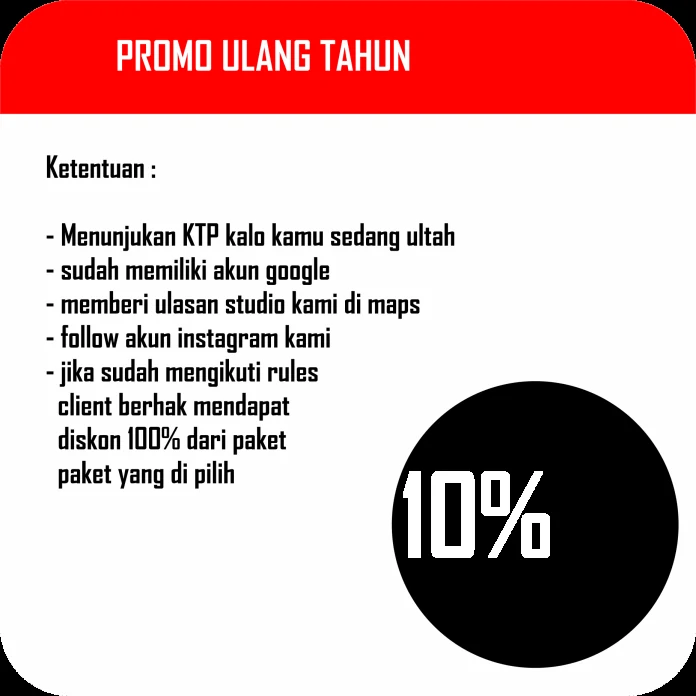 PROMO ULANG TAHUN
Ketentuan :
- Menunjukan KTP kalo kamu sedang ultah
- sudah memiliki akun google
- memberi ulasan studio kami di maps
- follow akun instagram kami
- jika sudah mengikuti rules
client berhak mendapat
diskon 100% dari paket
paket yang di pilih
10%